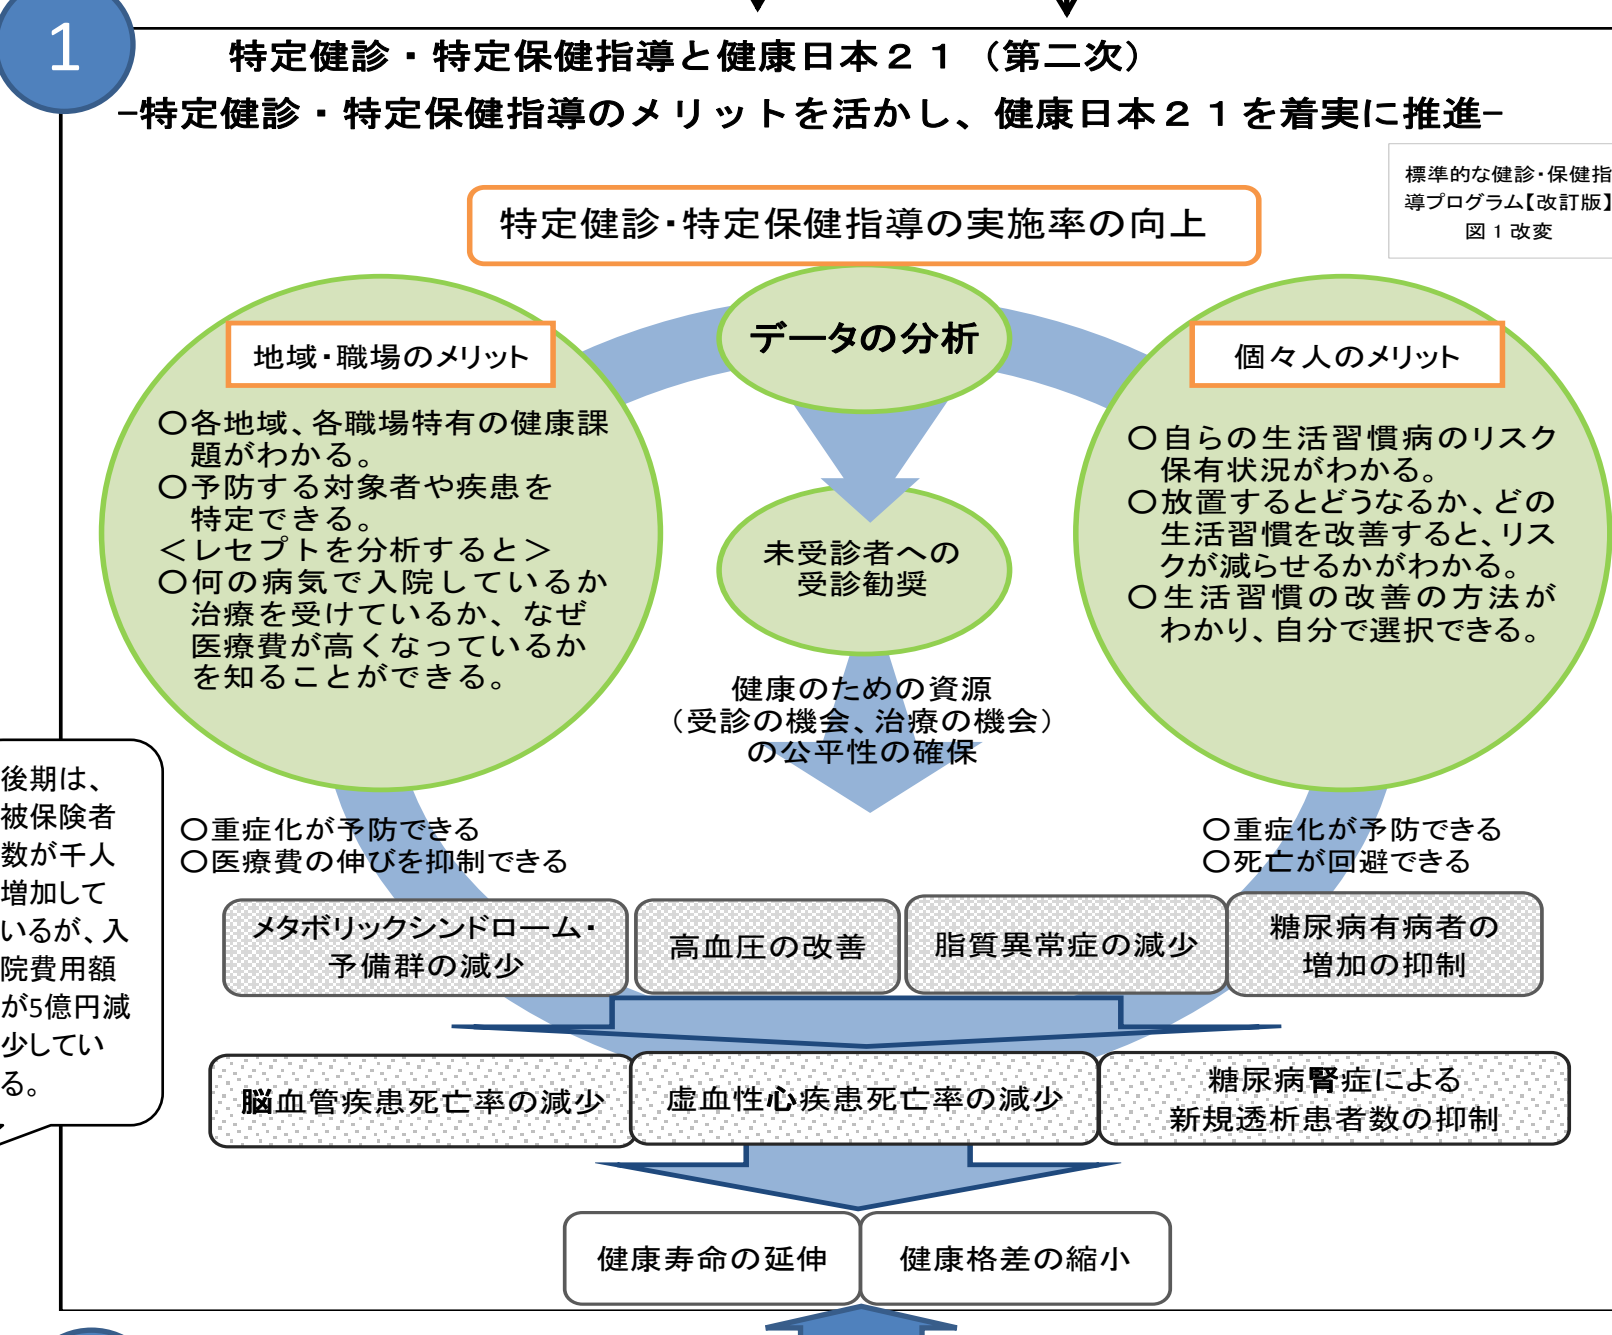 1
特定健診・特定保健指導と健康日本２１（第二次）
−特定健診・特定保健指導のメリットを活かし、健康日本２１を着実に推進−
標準的な健診・保健指
導プログラム【改訂版】
図１改変
特定健診・特定保健指導の実施率の向上
データの分析
地域・職場のメリット
○各地域、各職場特有の健康課
題がわかる。
○予防する対象者や疾患を
特定できる。
＜レセプトを分析すると＞
○何の病気で入院しているか
治療を受けているか、なぜ
医療費が高くなっているか
を知ることができる。
個々人のメリット
○自らの生活習慣病のリスク
保有状況がわかる。
○放置するとどうなるか、どの
生活習慣を改善すると、リス
クが減らせるかがわかる。
○生活習慣の改善の方法が
わかり、自分で選択できる。
未受診者への
受診勧奨
健康のための資源
（受診の機会、治療の機会）
の公平性の確保
後期は、
被保険者
数が千人
増加して
いるが、入
院費用額
が5億円減
少してい
る。
○重症化が予防できる
○医療費の伸びを抑制できる
○重症化が予防できる
○死亡が回避できる
メタボリックシンドローム・
予備群の減少
高血圧の改善
脂質異常症の減少
糖尿病有病者の
増加の抑制
脳血管疾患死亡率の減少
虚血性心疾患死亡率の減少
糖尿病腎症による
新規透析患者数の抑制
健康寿命の延伸
健康格差の縮小